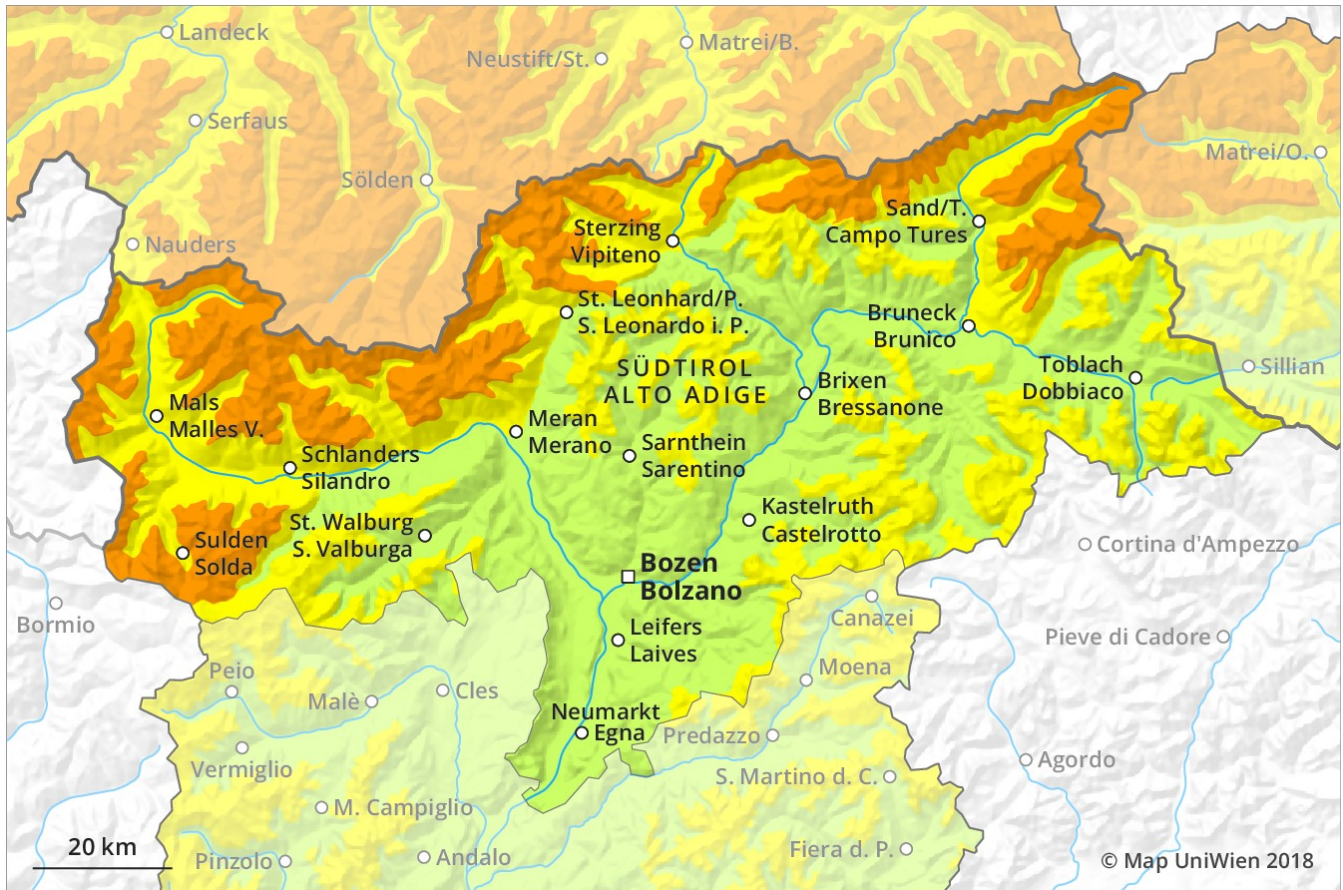 Landeck
Neustift/St.
Matrei/B.
Serfaus
Matrei/O.
Sölden
Nauders
Sand/T.
Campo Tures
Sterzing
Vipiteno
St. Leonhard/P.
S. Leonardo i. P.
Bruneck
Brunico
SÜDTIROL
ALTO ADIGE
Toblach
Dobbiaco
Sillian
Brixen
Bressanone
Mals
Malles V.
Meran
Merano
Sarnthein
Sarentino
Schlanders
Silandro
Kastelruth
Castelrotto
St. Walburg
S. Valburga
Sulden
Solda
Cortina d'Ampezzo
Bozen
Bolzano
Bormio
Canazei
Leifers
Laives
Pieve di Cadore
Peio
Moena
Malè
Cles
Neumarkt
Egna
Predazzo
Vermiglio
Agordo
S. Martino d. C.
M. Campiglio
20 km
Pinzolo
Andalo
Fiera d. P.
© Map UniWien 2018